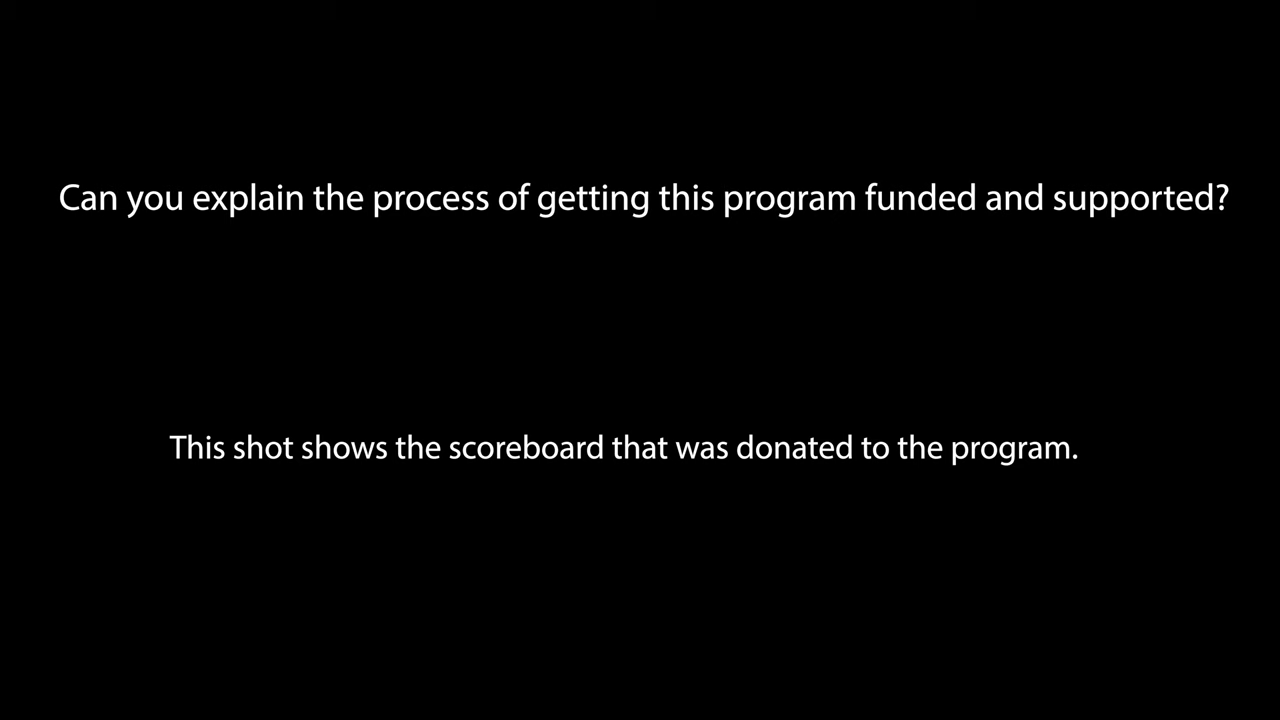 Can you explain the process of getting this program funded and supported?
This shot shows the scoreboard that was donated to the program.